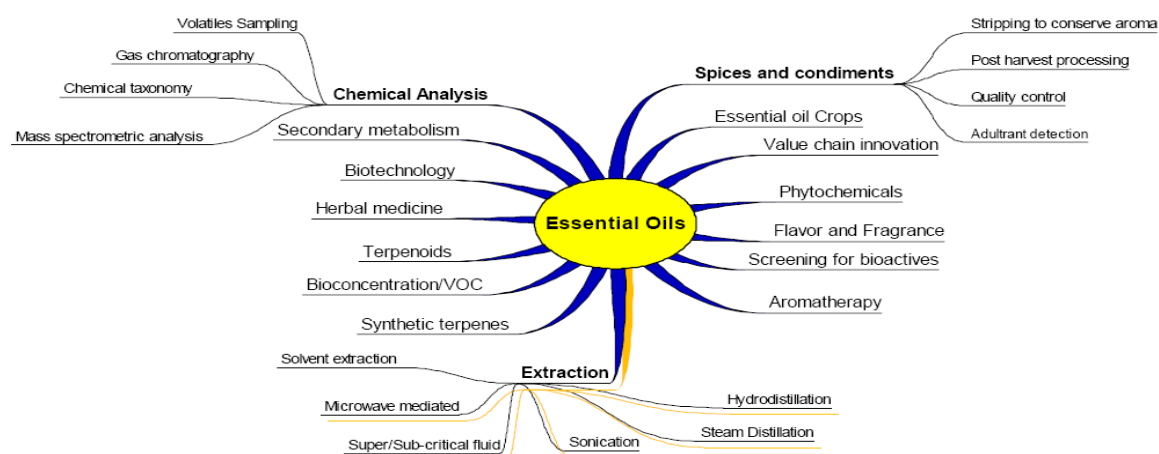 Volatiles Sampling
Gas chromatography
Chemical taxonomy
Mass spectrometric analysis
Chemical Analysis
Secondary metabolism
Biotechnology
Herbal medicine
Terpenoids
Bioconcentration/VOC
Synthetic terpenes
Essential Oils
Spices and condiments
Stripping to conserve aroma
Post harvest processing
Quality control
Adultrant detection
Essential oil Crops
Value chain innovation
Phytochemicals
Flavor and Fragrance
Screening for bioactives
Aromatherapy
Extraction
Solvent extraction
Microwave mediated
Super/Sub-critical fluid
Sonication
Steam Distillation
Hydrodistillation